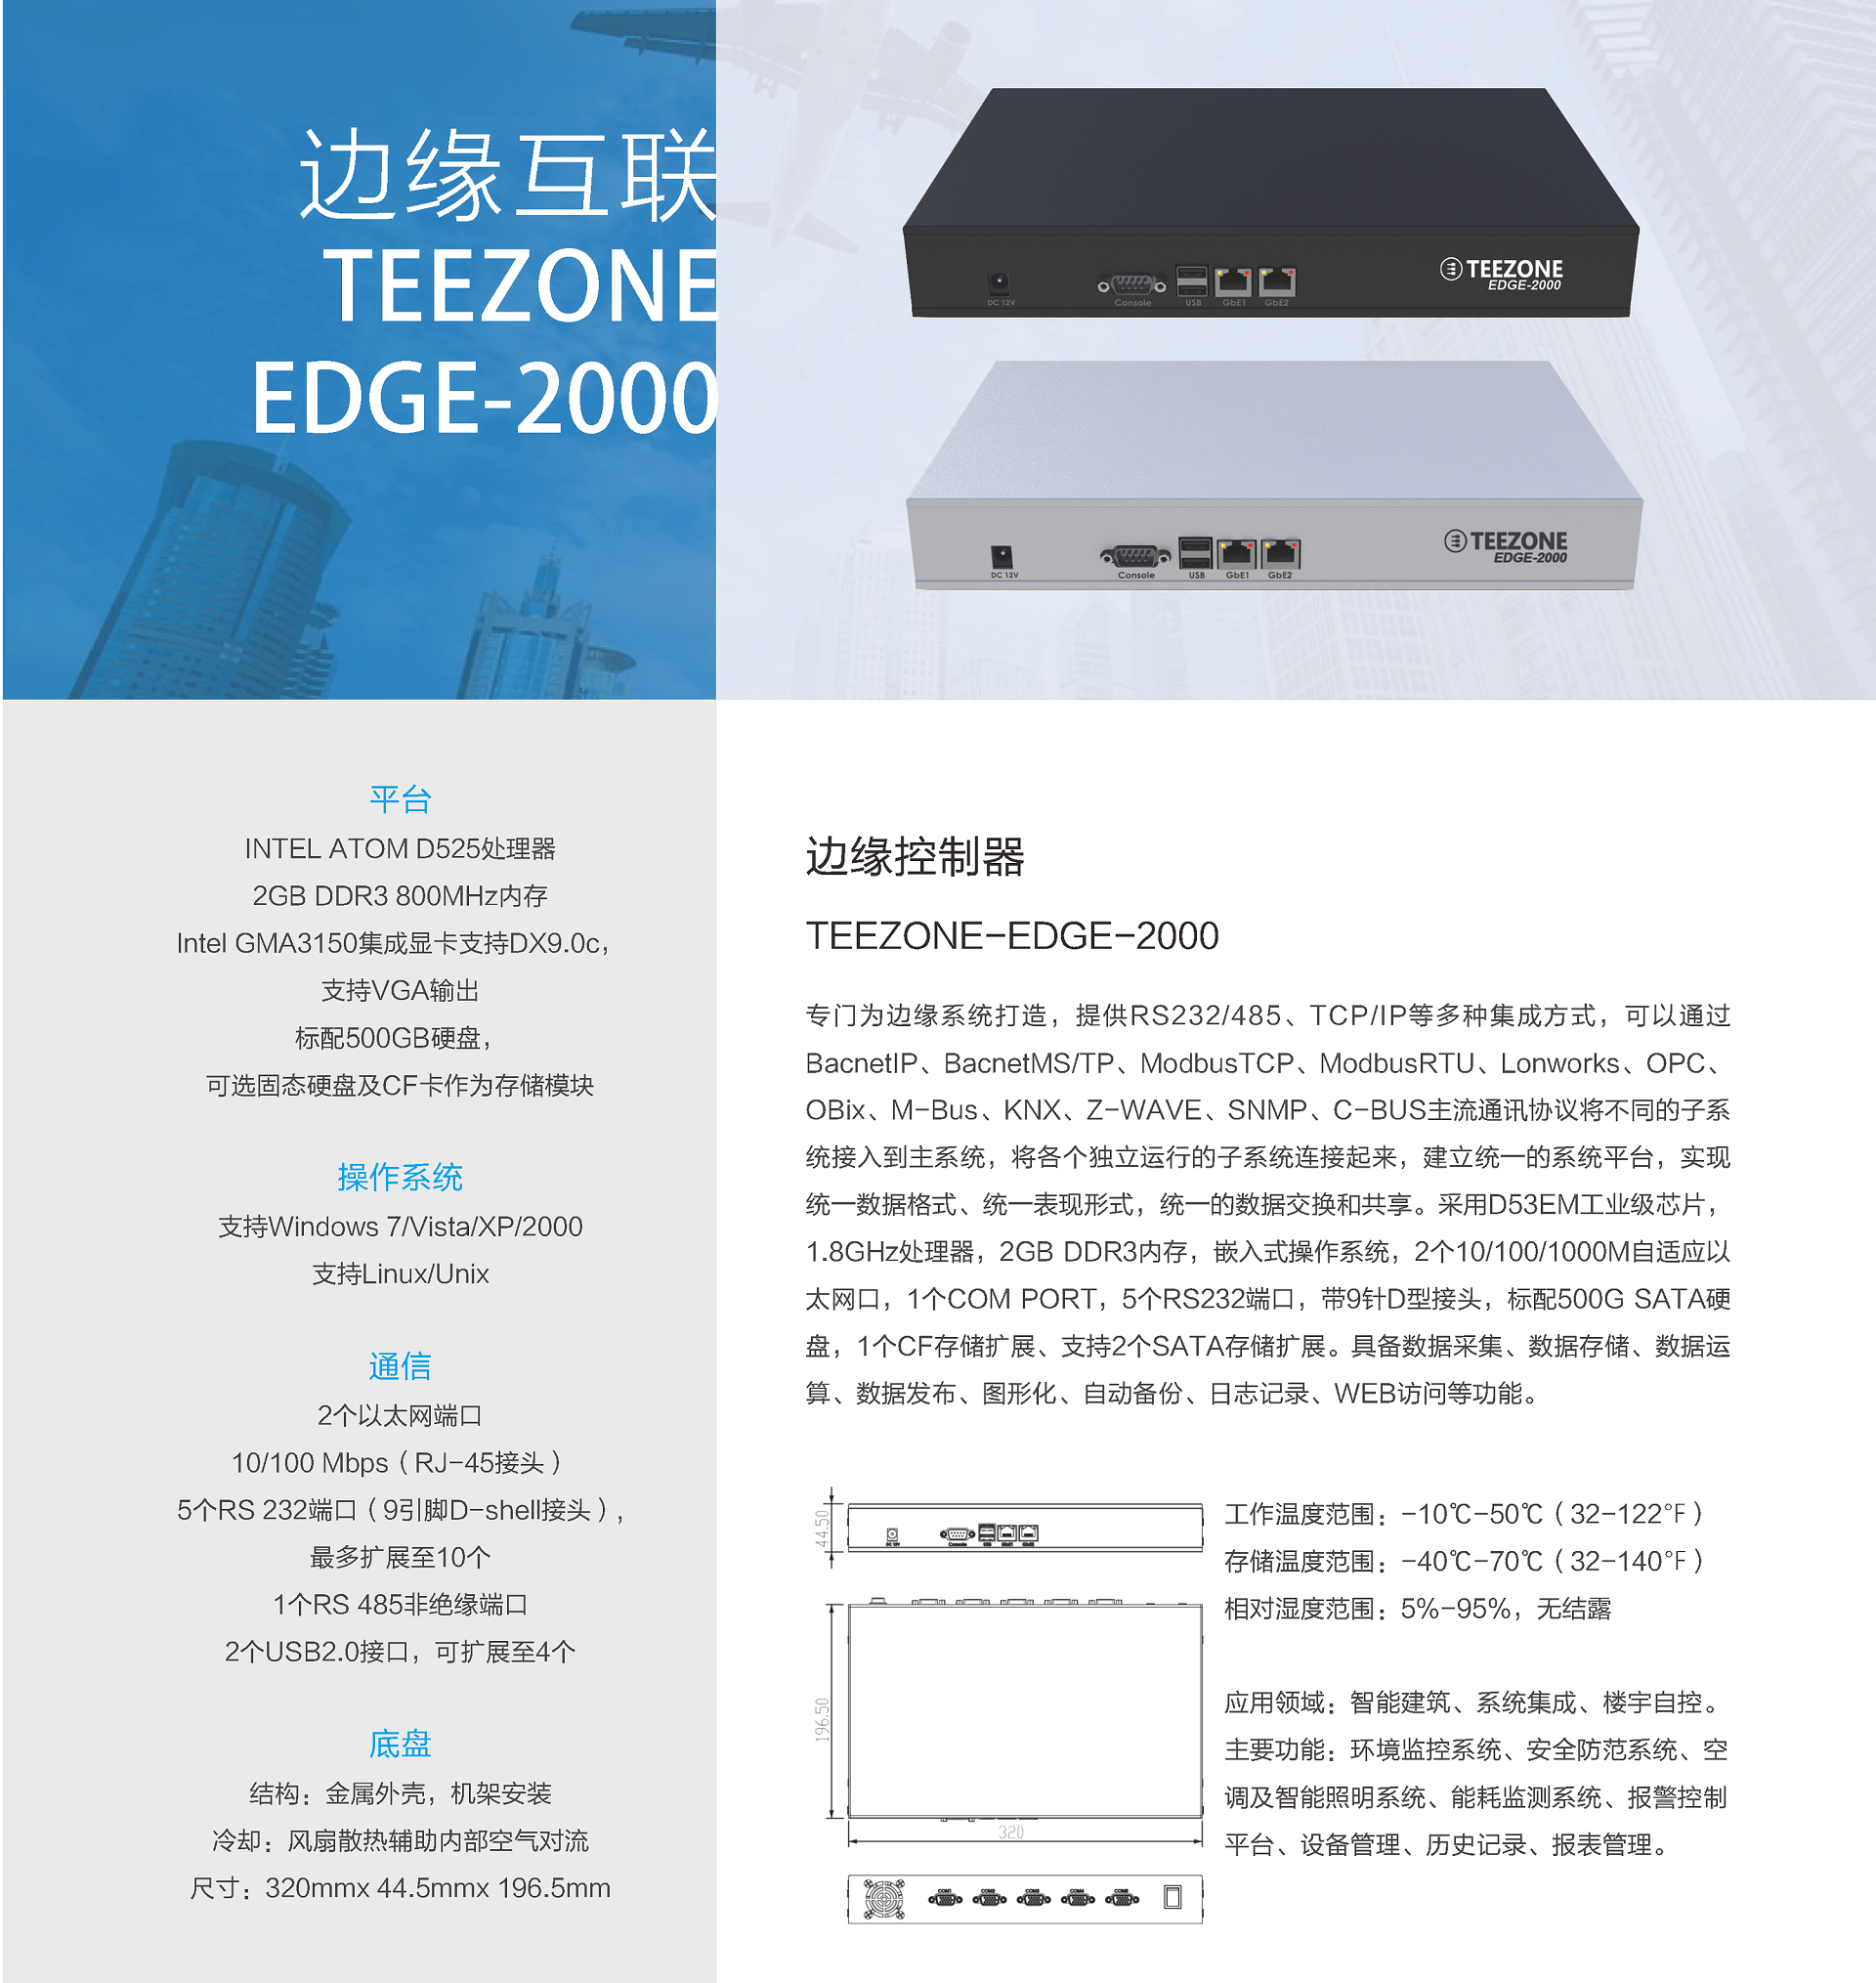 边缘互联
TEEZONE
EDGE-2000
DC 12V
Console
USB
GbE1
GbE2
TEEZONE
EDGE-2000
DC 12V
Console
USB
GbE1
GbE2
TEEZONE
EDGE-2000
平台
INTEL ATOM D525处理器
2GB DDR3 800MHz内存
Intel GMA3150集成显卡支持DX9.0c，
支持VGA输出
标配500GB硬盘，
可选固态硬盘及CF卡作为存储模块
操作系统
支持Windows 7/Vista/XP/2000
支持Linux/Unix
通信
2个以太网端口
10/100 Mbps（RJ-45接头）
5个RS 232端口（9引脚D-shell接头），
最多扩展至10个
1个RS 485非绝缘端口
2个USB2.0接口，可扩展至4个
底盘
结构：金属外壳，机架安装
冷却：风扇散热辅助内部空气对流
尺寸：320mmx 44.5mmx 196.5mm
边缘控制器
TEEZONE-EDGE-2000
专门为边缘系统打造，提供RS232/485、TCP/IP等多种集成方式，可以通过
BacnetIP、BacnetMS/TP、ModbusTCP、ModbusRTU、Lonworks、OPC、
OBix、M-Bus、KNX、Z-WAVE、SNMP、C-BUS主流通讯协议将不同的子系
统接入到主系统，将各个独立运行的子系统连接起来，建立统一的系统平台，实现
统一数据格式、统一表现形式，统一的数据交换和共享。采用D53EM工业级芯片，
1.8GHz处理器，2GB DDR3内存，嵌入式操作系统，2个10/100/1000M自适应以
太网口，1个COM PORT，5个RS232端口，带9针D型接头，标配500G SATA硬
盘，1个CF存储扩展、支持2个SATA存储扩展。具备数据采集、数据存储、数据运
算、数据发布、图形化、自动备份、日志记录、WEB访问等功能。
44.50
DC 12V
Console
USB
GbE1
GbE2
196.50
320
COM1
COM2
COM3
COM4
COM5
工作温度范围：-10℃-50℃（32-122°F）
存储温度范围：-40℃-70℃（32-140°F）
相对湿度范围：5%-95%，无结露
应用领域：智能建筑、系统集成、楼宇自控。
主要功能：环境监控系统、安全防范系统、空
调及智能照明系统、能耗监测系统、报警控制
平台、设备管理、历史记录、报表管理。